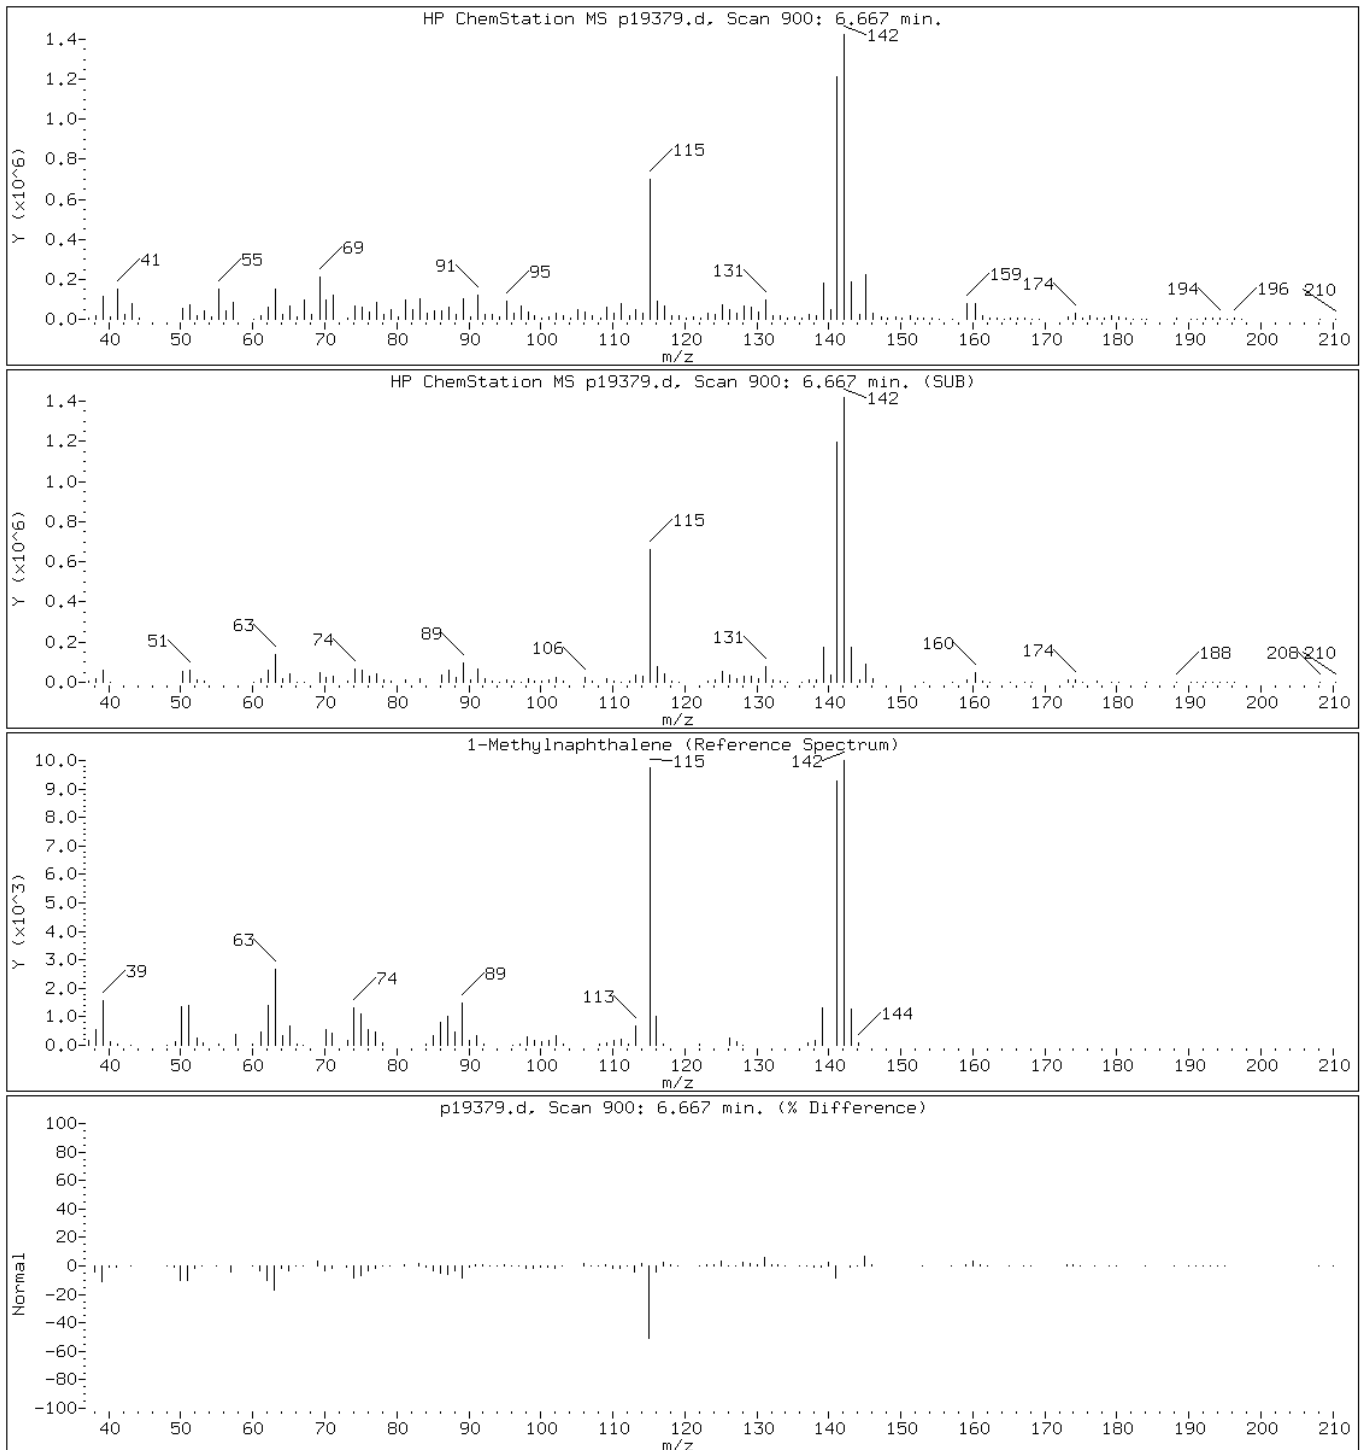 HP ChemStation MS p19379.d, Scan 900: 6.667 min.
Y (x10^6)
1.4
1.2
1.0
0.8
0.6
0.4
0.2
0.0
41 55 69 91 95 115 131 142 159 174 194 196 210
40 50 60 70 80 90 100 110 120 130 140 150 160 170 180 190 200 210
m/z
HP ChemStation MS p19379.d, Scan 900: 6.667 min. (SUB)
Y (x10^6)
1.4
1.2
1.0
0.8
0.6
0.4
0.2
0.0
51 63 74 89 106 115 131 142 160 174 188 208 210
40 50 60 70 80 90 100 110 120 130 140 150 160 170 180 190 200 210
m/z
1-Methylnaphthalene (Reference Spectrum)
Y (x10^3)
10.0
9.0
8.0
7.0
6.0
5.0
4.0
3.0
2.0
1.0
0.0
39 63 74 89 113 115 142 144
40 50 60 70 80 90 100 110 120 130 140 150 160 170 180 190 200 210
m/z
p19379.d, Scan 900: 6.667 min. (% Difference)
Normal
100
80
60
40
20
0
-20
-40
-60
-80
-100
40 50 60 70 80 90 100 110 120 130 140 150 160 170 180 190 200 210
m/z